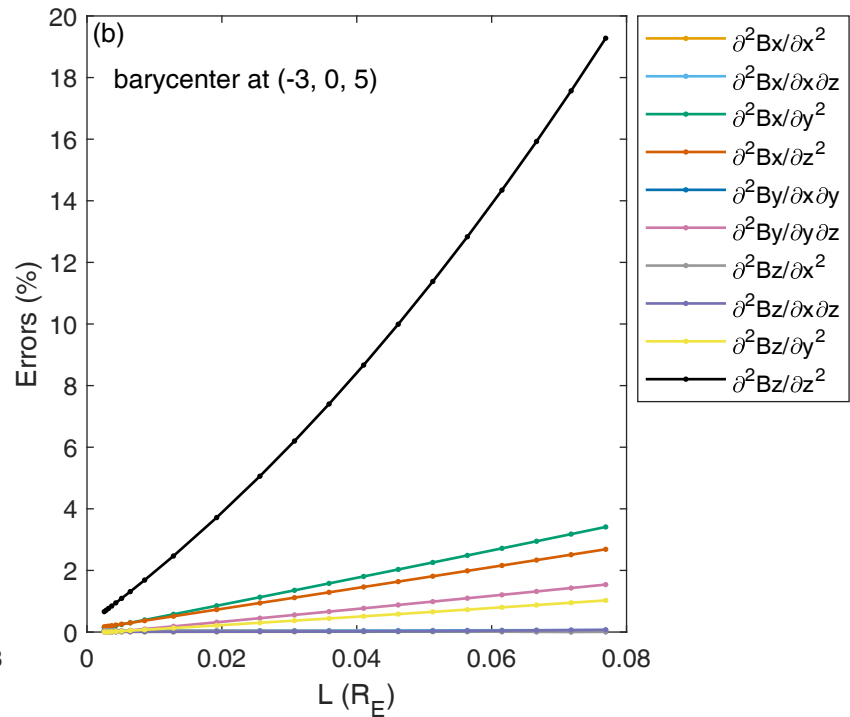 (b)
barycenter at (-3, 0, 5)
20
18
16
14
12
10
8
6
4
2
0
Errors (%)
0
0.02
0.04
0.06
0.08
L (R_E)
∂²Bx/∂x²
∂²Bx/∂x∂z
∂²Bx/∂y²
∂²Bx/∂z²
∂²By/∂x∂y
∂²By/∂y∂z
∂²Bz/∂x²
∂²Bz/∂x∂z
∂²Bz/∂y²
∂²Bz/∂z²